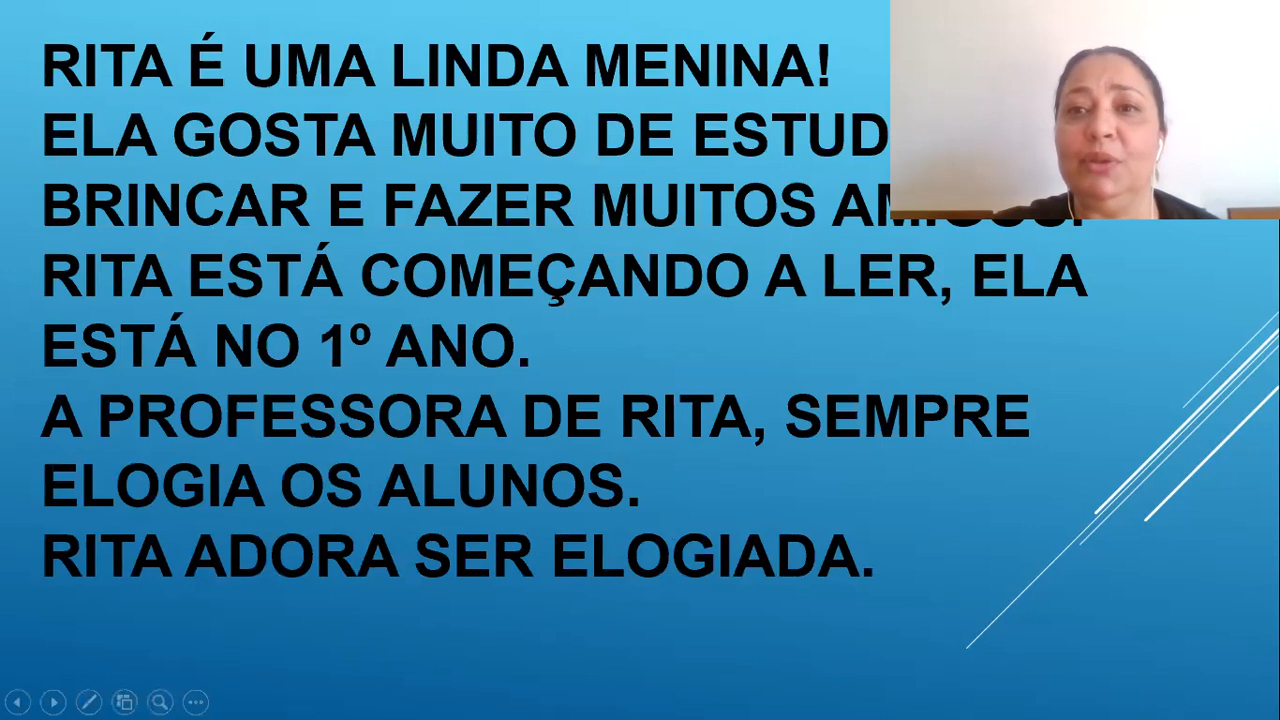 RITA É UMA LINDA MENINA!
ELA GOSTA MUITO DE
BRINCAR E FAZER MUITOS
RITA ESTÁ COMEÇANDO A LER, ELA
ESTÁ NO 1º ANO.
A PROFESSORA DE RITA, SEMPRE
ELOGIA OS ALUNOS.
RITA ADORA SER ELOGIADA.